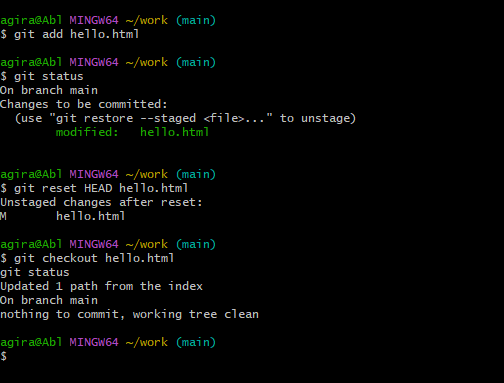 agira@Abl MINGW64 ~/work (main)
$ git add hello.html
agira@Abl MINGW64 ~/work (main)
$ git status
On branch main
Changes to be committed:
  (use "git restore --staged <file>..." to unstage)
        modified:   hello.html
agira@Abl MINGW64 ~/work (main)
$ git reset HEAD hello.html
Unstaged changes after reset:
M       hello.html
agira@Abl MINGW64 ~/work (main)
$ git checkout hello.html
git status
Updated 1 path from the index
On branch main
nothing to commit, working tree clean
agira@Abl MINGW64 ~/work (main)
$